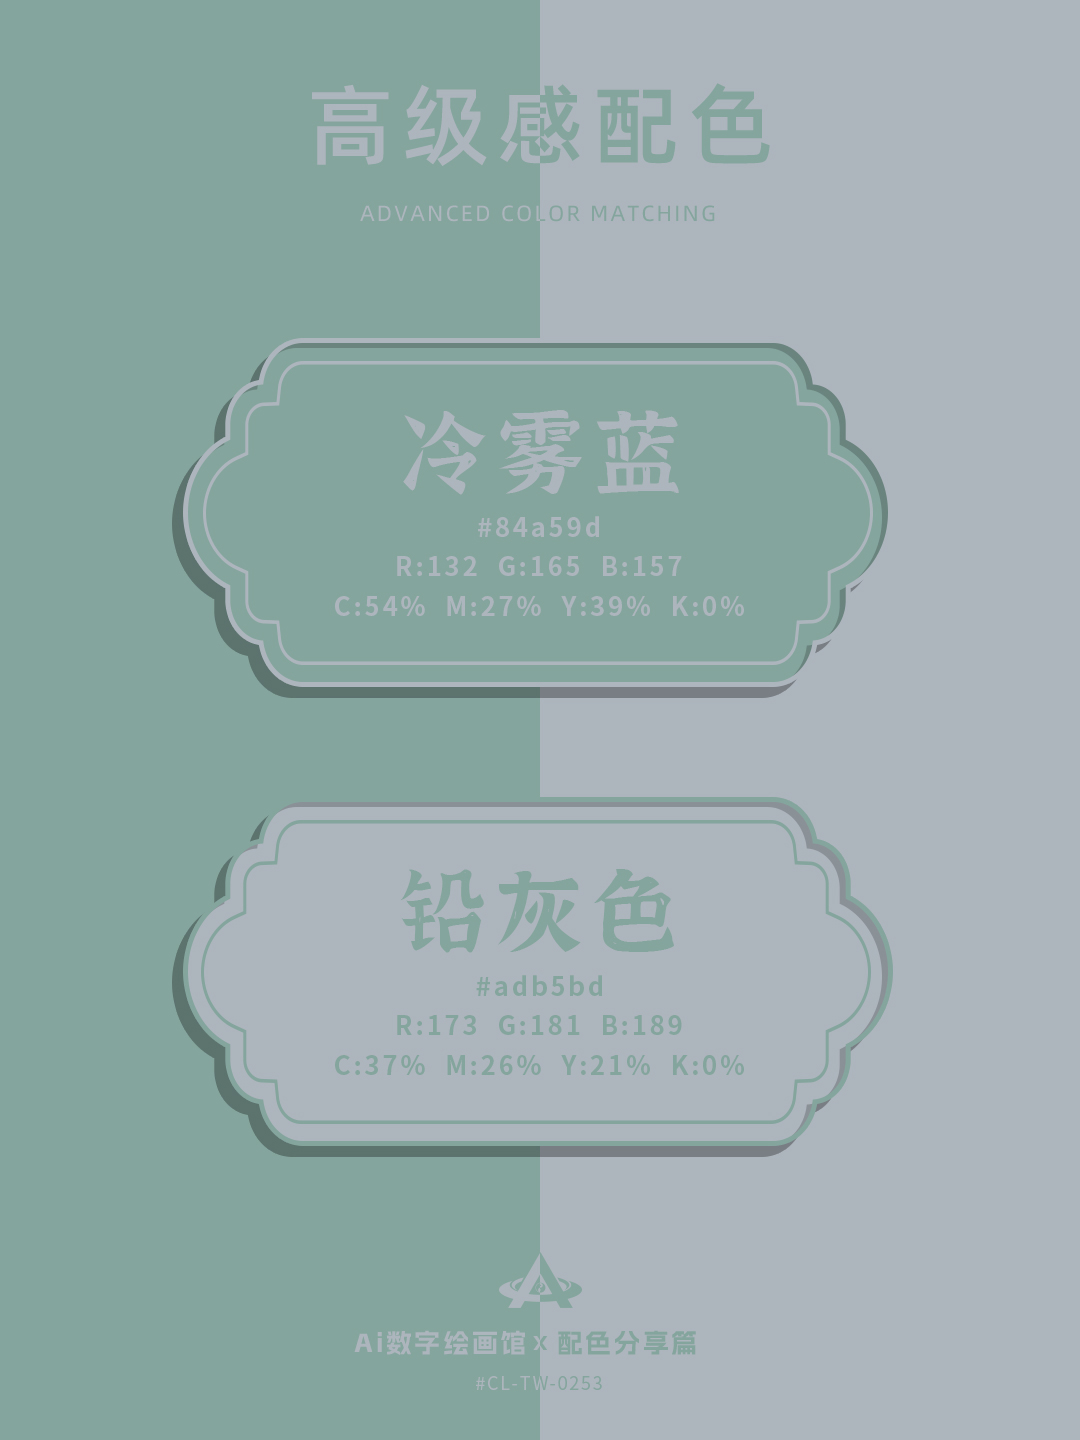 高级感配色
ADVANCED COLOR MATCHING
冷雾蓝
#84a59d
R:132 G:165 B:157
C:54% M:27% Y:39% K:0%
铅灰色
#adb5bd
R:173 G:181 B:189
C:37% M:26% Y:21% K:0%
Ai数字绘画馆 x 配色分享篇
#CL-TW-0253